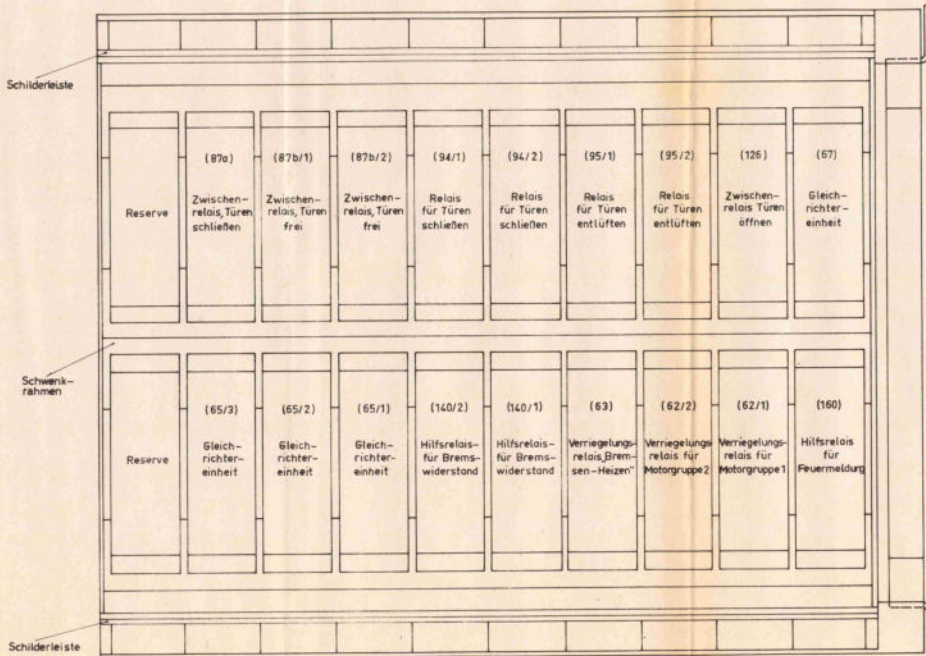 Schilderleiste
Reserve
(87a)
Zwischen-
relais, Türen
schließen
(87b/1)
Zwischen-
relais, Türen
frei
(87b/2)
Zwischen-
relais, Türen
frei
(94/1)
Relais
für Türen
schließen
(94/2)
Relais
für Türen
schließen
(95/1)
Relais
für Türen
entlüften
(95/2)
Relais
für Türen
entlüften
(126)
Zwischen-
relais Türen
öffnen
(67)
Gleich-
richter-
einheit
Schwenk-
rahmen
Reserve
(65/3)
Gleich-
richter-
einheit
(65/2)
Gleich-
richter-
einheit
(65/1)
Gleich-
richter-
einheit
(140/2)
Hilfsrelais-
für Brems-
widerstand
(140/1)
Hilfsrelais-
für Brems-
widerstand
(63)
Verriegelungs-
relais„Brem-
sen-Heizen"
(62/2)
Verriegelungs-
relais für
Motorgruppe 2
(62/1)
Verriegelungs-
relais für
Motorgruppe 1
(160)
Hilfsrelais
für
Feuermeldung
Schilderleiste